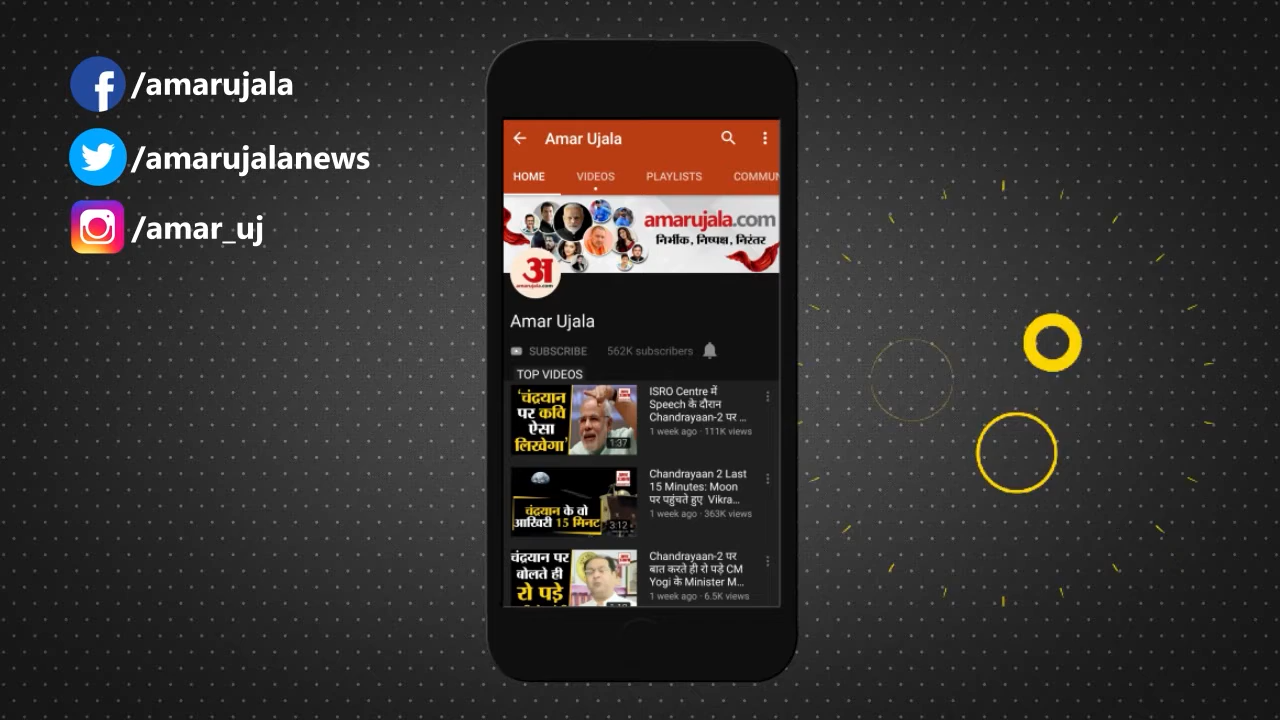 /amarujala
/amarujalanews
/amar_uj
Amar Ujala
HOME VIDEOS PLAYLISTS COMMUN
amarujala.com
निर्भीक, निष्पक्ष, निरंतर
अ
amarujala.com
Amar Ujala
SUBSCRIBE 562K subscribers
TOP VIDEOS
'चंद्रयान
पर कवि
ऐसा
लिखेगा'
1:37
ISRO Centre में
Speech के दौरान
Chandrayaan-2 पर ...
1 week ago · 111K views
चंद्रयान के वो
आखिरी 15 मिनट
3:12
Chandrayaan 2 Last
15 Minutes: Moon
पर पहुंचते हुए Vikra...
1 week ago · 363K views
चंद्रयान पर
बोलते ही
रो पड़े
Chandrayaan-2 पर
बात करते ही रो पड़े CM
Yogi के Minister M...
1 week ago · 6.5K views